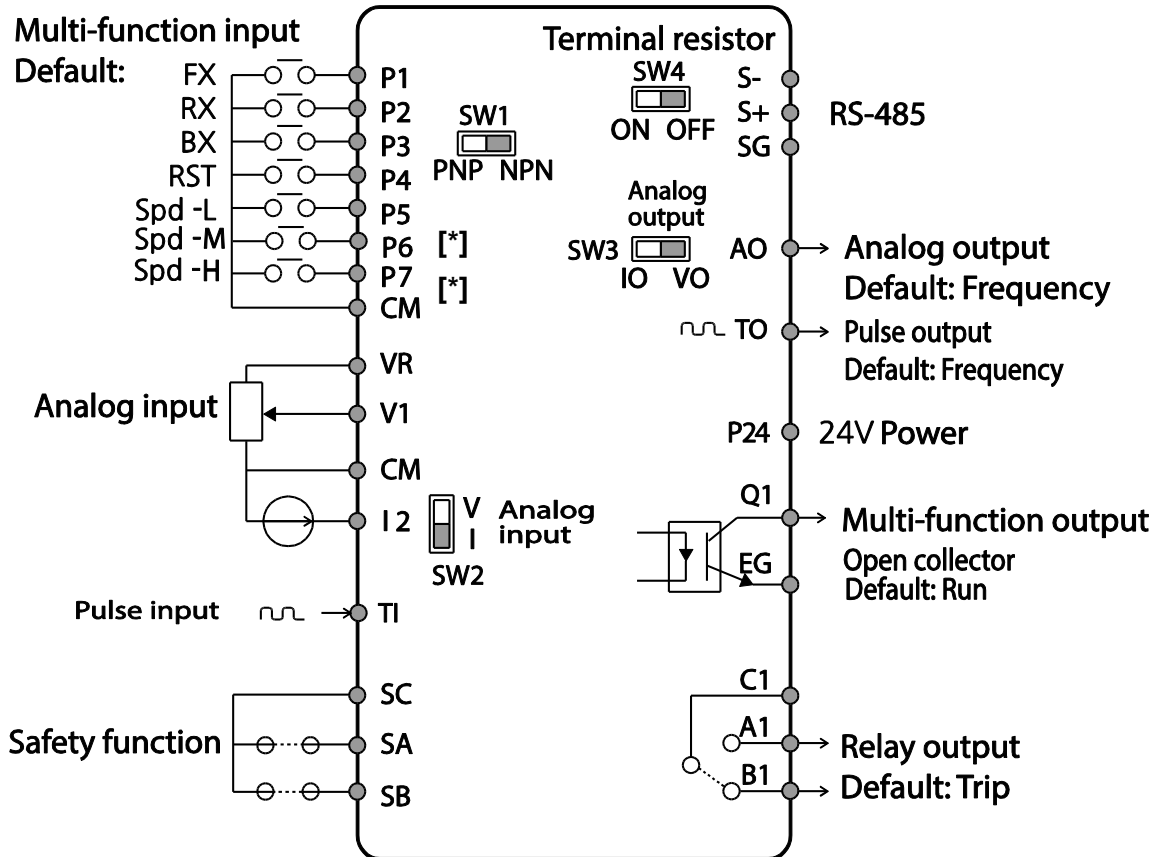 Multi-function input
Default:
FX
RX
BX
RST
Spd -L
Spd -M
Spd -H
P1
P2
P3
P4
P5
P6 [*]
P7
[*]
CM
SW1
PNP NPN
Terminal resistor
SW4
ON OFF
S-
S+
SG
RS-485
Analog
output
SW3
IO VO
AO
Analog output
Default: Frequency
TO
Pulse output
Default: Frequency
Analog input
VR
V1
CM
I 2
V
I
Analog
input
SW2
P24
24V Power
Q1
EG
Multi-function output
Open collector
Default: Run
Pulse input
TI
Safety function
SC
SA
SB
C1
A1
B1
Relay output
Default: Trip